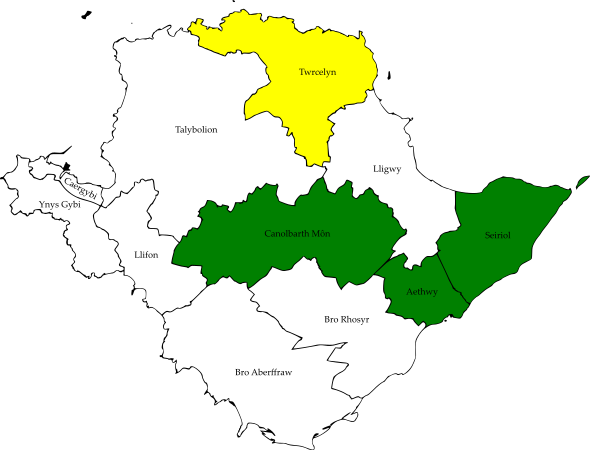 Twrcelyn
Talybolion
Lligwy
Caergybi
Ynys Gybi
Canolbarth Môn
Seiriol
Llifon
Aethwy
Bro Rhosyr
Bro Aberffraw